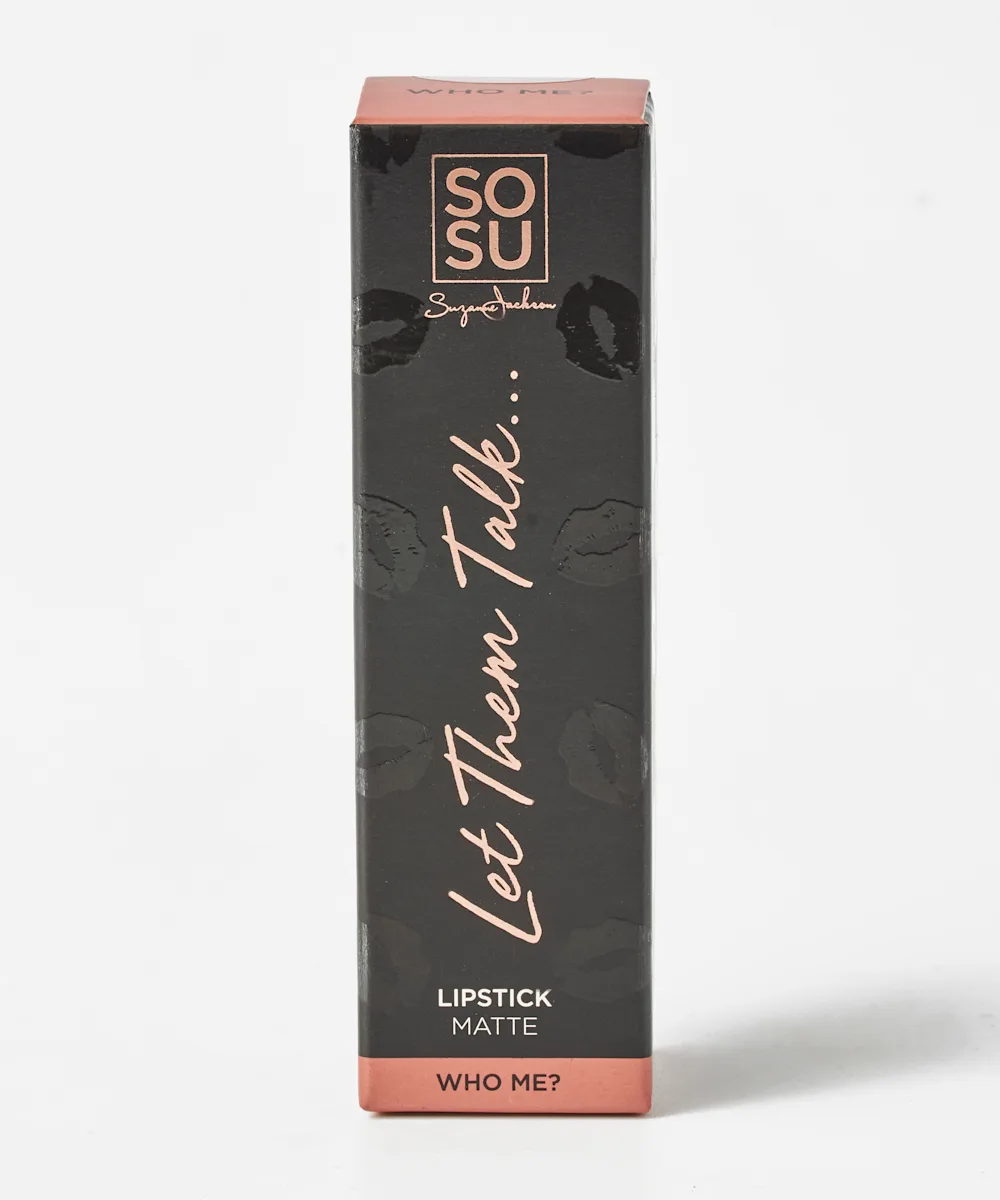 WHO ME?
SO
SU
Suzanne Jackson
Let Them Talk...
LIPSTICK
MATTE
WHO ME?